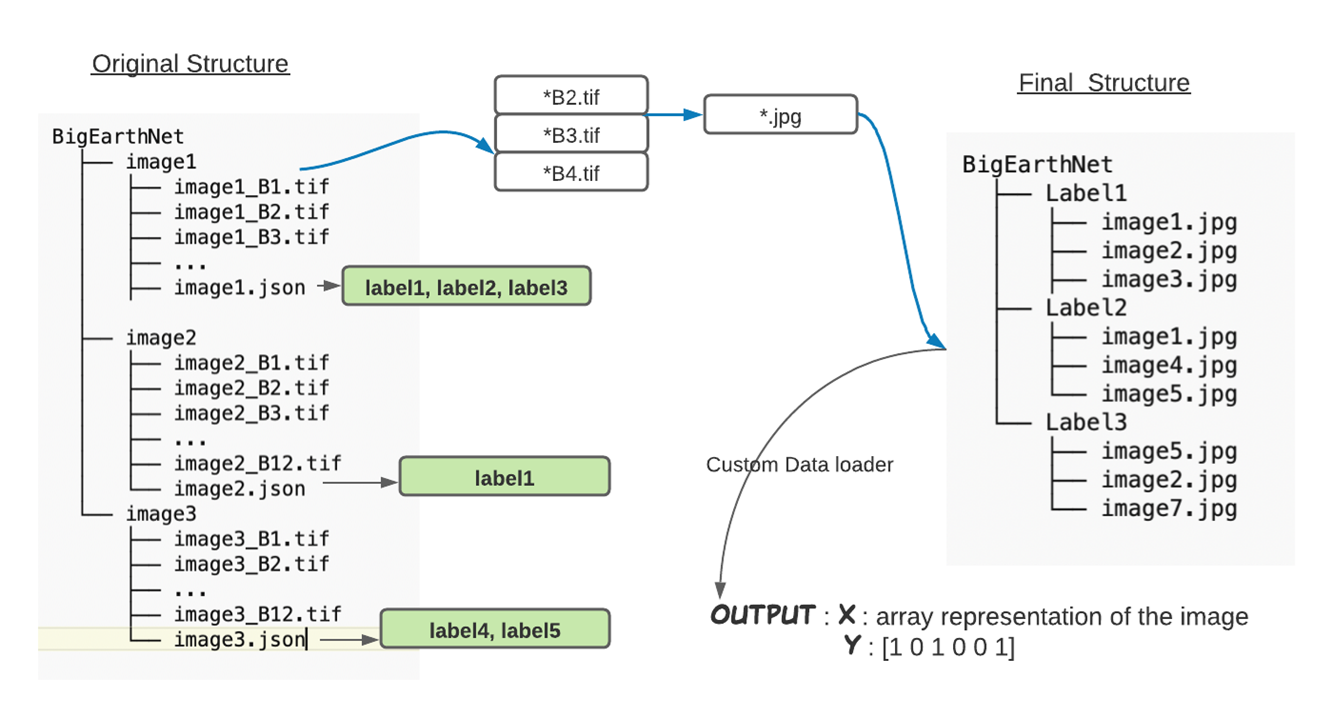 Original Structure
BigEarthNet
image1
image1_B1.tif
image1_B2.tif
image1_B3.tif
...
image1.json
label1, label2, label3
image2
image2_B1.tif
image2_B2.tif
image2_B3.tif
...
image2_B12.tif
image2.json
label1
image3
image3_B1.tif
image3_B2.tif
...
image3_B12.tif
image3.json
label4, label5
*B2.tif
*B3.tif
*B4.tif
*.jpg
Final Structure
BigEarthNet
Label1
image1.jpg
image2.jpg
image3.jpg
Label2
image1.jpg
image4.jpg
image5.jpg
Label3
image5.jpg
image2.jpg
image7.jpg
Custom Data loader
OUTPUT : X : array representation of the image
Y : [1 0 1 0 0 1]